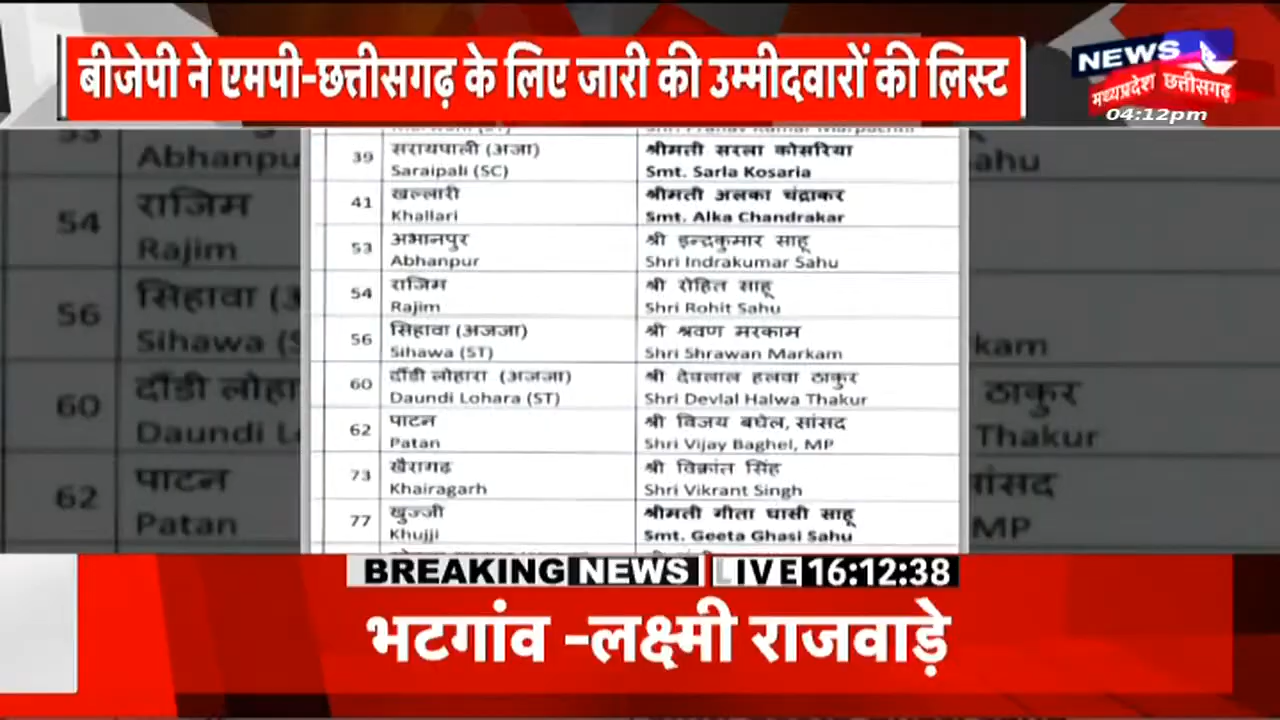 बीजेपी ने एमपी-छत्तीसगढ़ के लिए जारी की उम्मीदवारों की लिस्ट
NEWS
मध्यप्रदेश छत्तीसगढ़
04:12pm
39 सरायपाली (अजा) श्रीमती सरला कोसरिया
Saraipali (SC) Smt. Sarla Kosaria
41 खल्लारी श्रीमती अलका चंद्राकर
Khallari Smt. Alka Chandrakar
53 अभानपुर श्री इन्द्रकुमार साहू
Abhanpur Shri Indrakumar Sahu
54 राजिम श्री रोहित साहू
Rajim Shri Rohit Sahu
56 सिहावा (अजजा) श्री श्रवण मरकाम
Sihawa (ST) Shri Shrawan Markam
60 दौंडी लोहारा (अजजा) श्री देवलाल हलवा ठाकुर
Daundi Lohara (ST) Shri Devlal Halwa Thakur
62 पाटन श्री विजय बघेल, सांसद
Patan Shri Vijay Baghel, MP
73 खैरागढ़ श्री विक्रांत सिंह
Khairagarh Shri Vikrant Singh
77 खुज्जी श्रीमती गीता घासी साहू
Khujji Smt. Geeta Ghasi Sahu
BREAKING NEWS LIVE 16:12:38
भटगांव -लक्ष्मी राजवाड़े